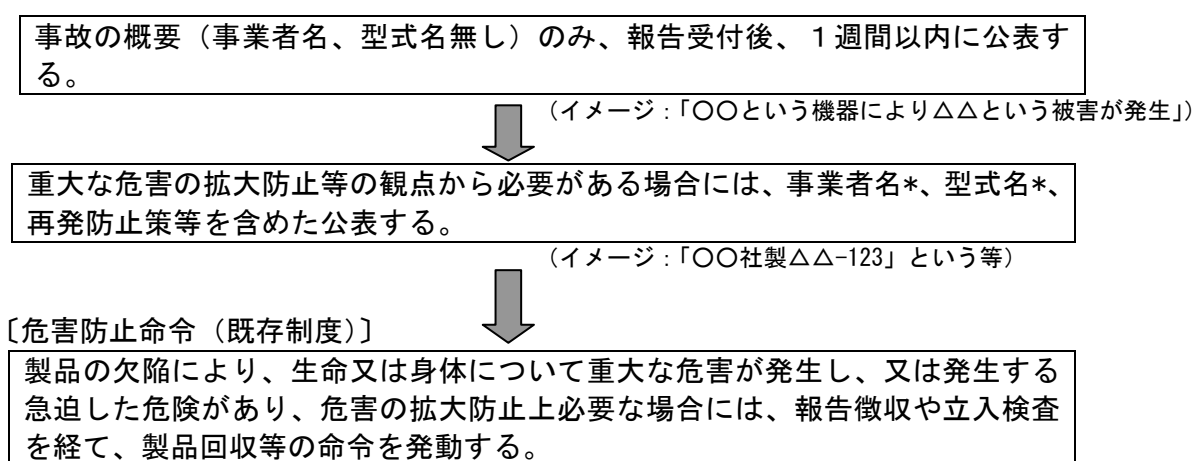 事故の概要（事業者名、型式名無し）のみ、報告受付後、１週間以内に公表す
る。
（イメージ：「〇〇という機器により△△という被害が発生」）
重大な危害の拡大防止等の観点から必要がある場合には、事業者名*、型式名*、
再発防止策等を含めた公表する。
（イメージ：「〇〇社製△△-123」という等）
〔危害防止命令（既存制度）〕
製品の欠陥により、生命又は身体について重大な危害が発生し、又は発生する
急迫した危険があり、危害の拡大防止上必要な場合には、報告徴収や立入検査
を経て、製品回収等の命令を発動する。